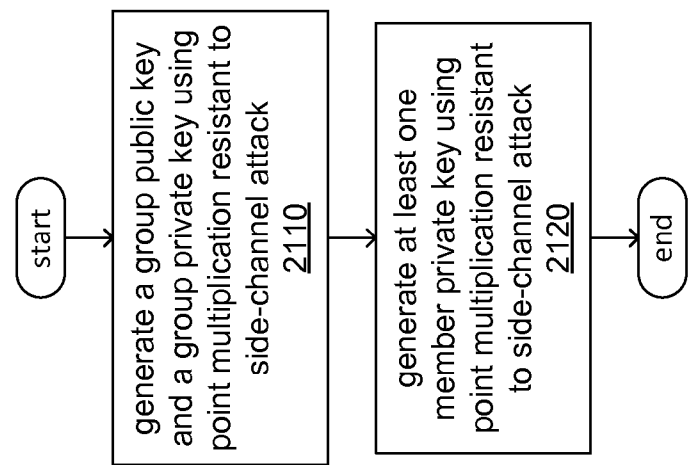 start
generate a group public key
and a group private key using
point multiplication resistant to
side-channel attack
2110
generate at least one
member private key using
point multiplication resistant
to side-channel attack
2120
end